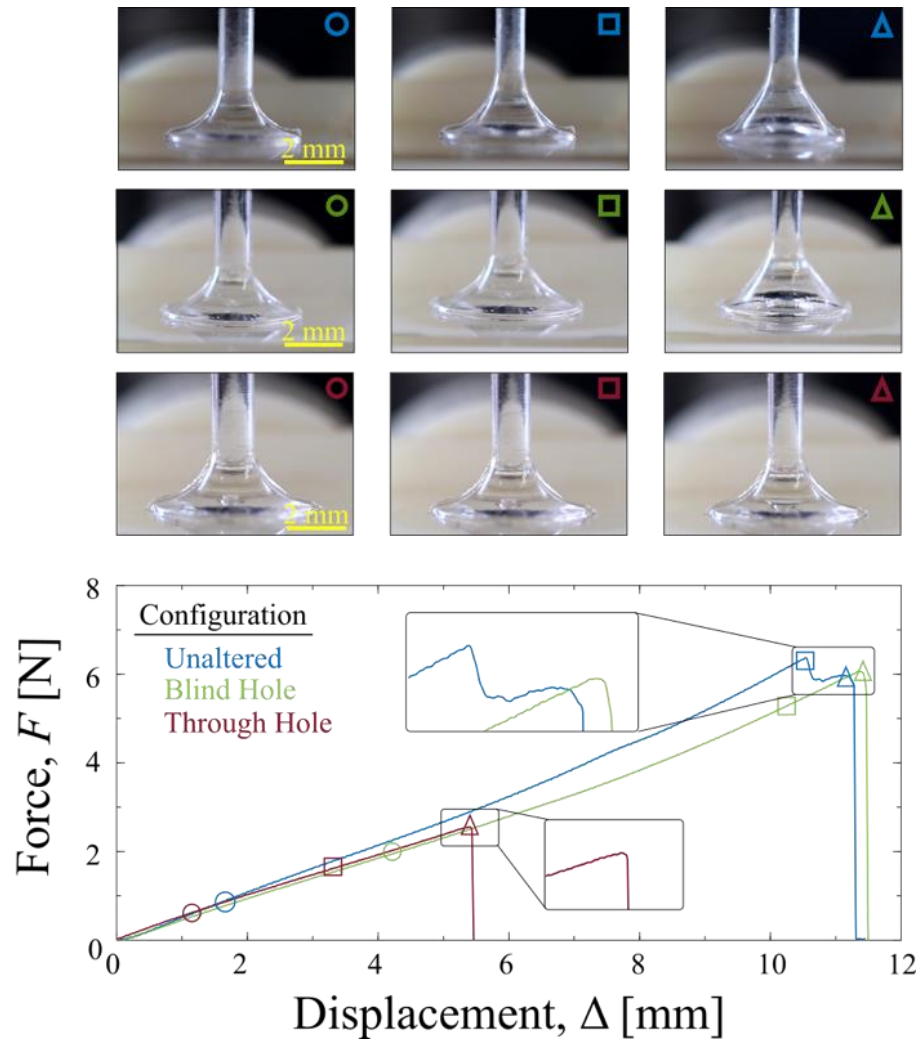 2 mm
2 mm
2 mm
Configuration
Unaltered
Blind Hole
Through Hole
Force, F [N]
8
6
4
2
0
0 2 4 6 8 10 12
Displacement, Δ [mm]